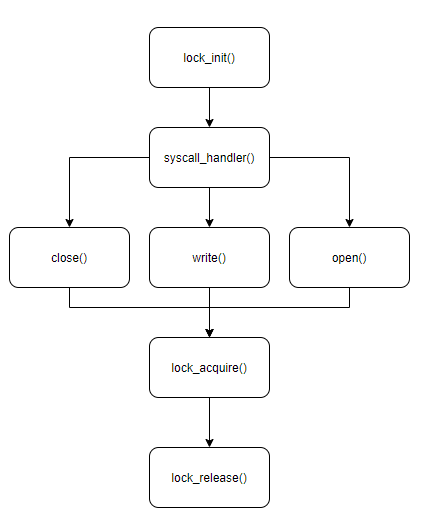 lock_init()
syscall_handler()
close()
write()
open()
lock_acquire()
lock_release()